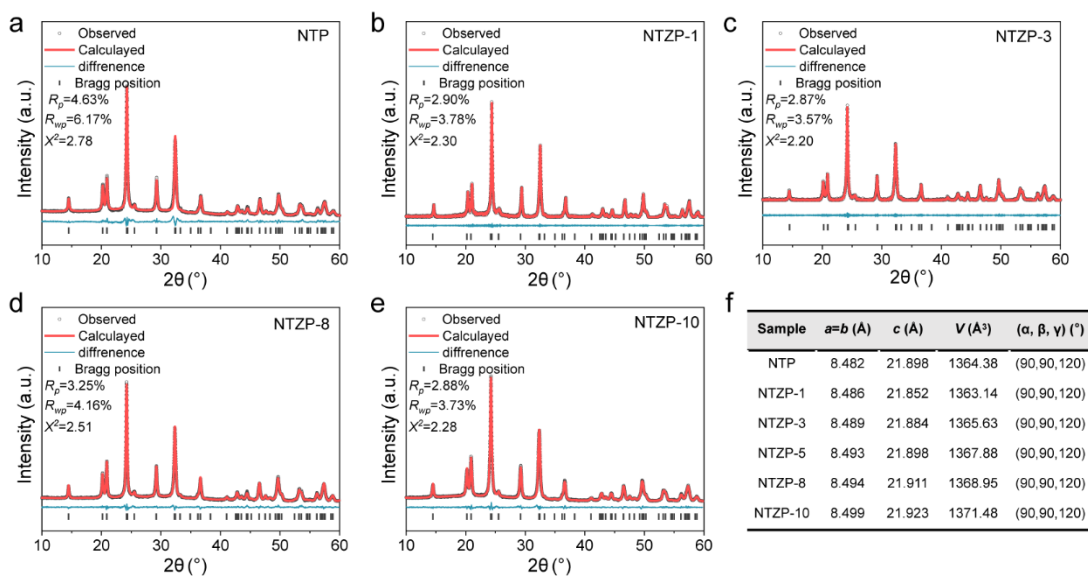 a
NTP
Observed
Calculayed
diffrenence
Bragg position
Rp=4.63%
Rwp=6.17%
X²=2.78
Intensity (a.u.)
10 20 30 40 50 60
2θ (°)
b
NTZP-1
Observed
Calculayed
diffrenence
Bragg position
Rp=2.90%
Rwp=3.78%
X²=2.30
Intensity (a.u.)
10 20 30 40 50 60
2θ (°)
c
NTZP-3
Observed
Calculayed
diffrenence
Bragg position
Rp=2.87%
Rwp=3.57%
X²=2.20
Intensity (a.u.)
10 20 30 40 50 60
2θ (°)
d
NTZP-8
Observed
Calculayed
diffrenence
Bragg position
Rp=3.25%
Rwp=4.16%
X²=2.51
Intensity (a.u.)
10 20 30 40 50 60
2θ (°)
e
NTZP-10
Observed
Calculayed
diffrenence
Bragg position
Rp=2.88%
Rwp=3.73%
X²=2.28
Intensity (a.u.)
10 20 30 40 50 60
2θ (°)
f
Sample a=b (Å) c (Å) V (Å³) (α, β, γ) (°)
NTP 8.482 21.898 1364.38 (90,90,120)
NTZP-1 8.486 21.852 1363.14 (90,90,120)
NTZP-3 8.489 21.884 1365.63 (90,90,120)
NTZP-5 8.493 21.898 1367.88 (90,90,120)
NTZP-8 8.494 21.911 1368.95 (90,90,120)
NTZP-10 8.499 21.923 1371.48 (90,90,120)